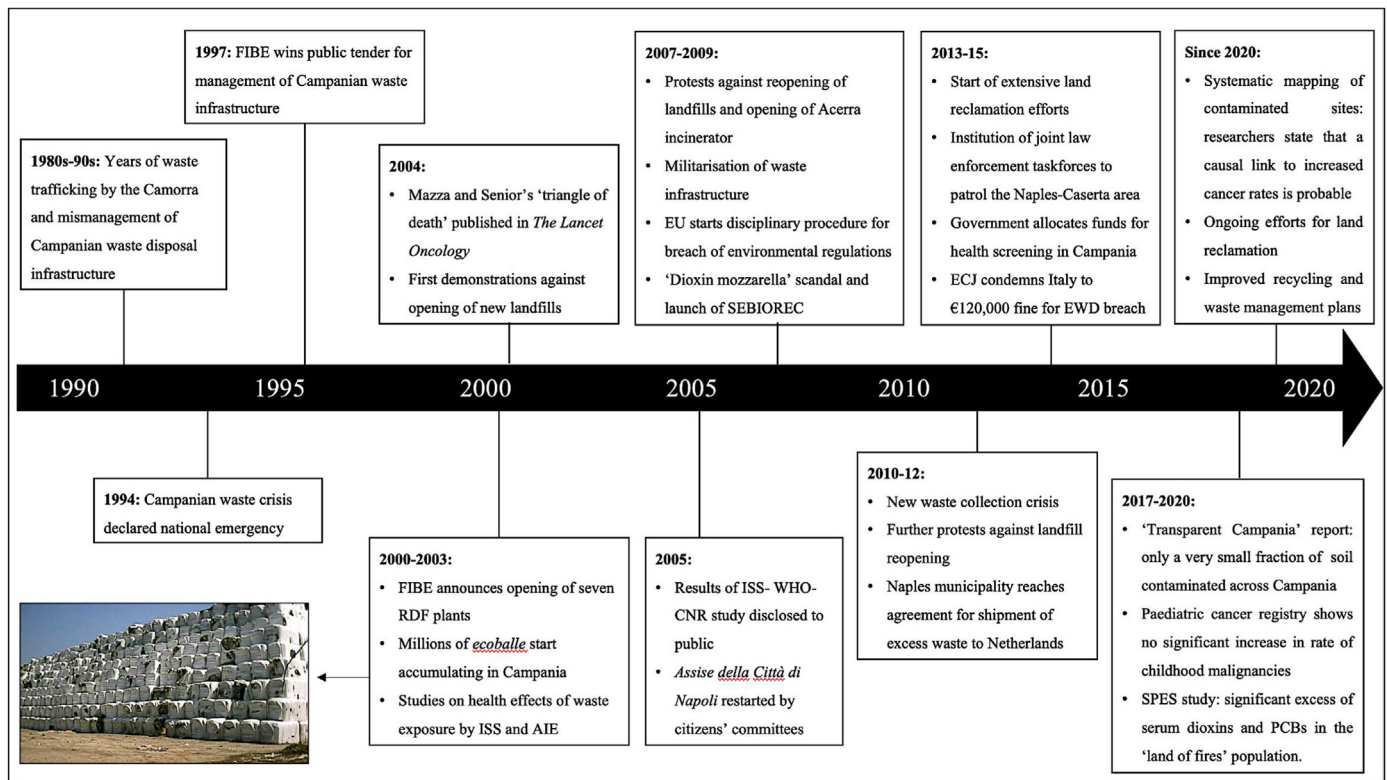 1980s-90s: Years of waste
trafficking by the Camorra
and mismanagement of
Campanian waste disposal
infrastructure
1997: FIBE wins public tender for
management of Campanian waste
infrastructure
2004:
• Mazza and Senior's 'triangle of
death' published in The Lancet
Oncology
• First demonstrations against
opening of new landfills
2007-2009:
• Protests against reopening of
landfills and opening of Acerra
incinerator
• Militarisation of waste
infrastructure
• EU starts disciplinary procedure for
breach of environmental regulations
• 'Dioxin mozzarella' scandal and
launch of SEBIOREC
2013-15:
• Start of extensive land
reclamation efforts
• Institution of joint law
enforcement taskforces to
patrol the Naples-Caserta area
• Government allocates funds for
health screening in Campania
• ECJ condemns Italy to
€120,000 fine for EWD breach
Since 2020:
• Systematic mapping of
contaminated sites:
researchers state that a
causal link to increased
cancer rates is probable
• Ongoing efforts for land
reclamation
• Improved recycling and
waste management plans
1990 1995 2000 2005 2010 2015 2020
1994: Campanian waste crisis
declared national emergency
2000-2003:
• FIBE announces opening of seven
RDF plants
• Millions of ecoballe start
accumulating in Campania
• Studies on health effects of waste
exposure by ISS and AIE
2005:
• Results of ISS- WHO-
CNR study disclosed to
public
• Assise della Città di
Napoli restarted by
citizens' committees
2010-12:
• New waste collection crisis
• Further protests against landfill
reopening
• Naples municipality reaches
agreement for shipment of
excess waste to Netherlands
2017-2020:
• 'Transparent Campania' report:
only a very small fraction of soil
contaminated across Campania
• Paediatric cancer registry shows
no significant increase in rate of
childhood malignancies
• SPES study: significant excess of
serum dioxins and PCBs in the
'land of fires' population.